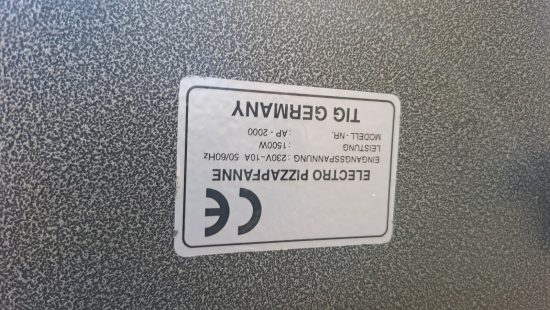 CE
ELECTRO PIZZAPFANNE
EINGANGSSPANNUNG : 230V~10A 50/60Hz
LEISTUNG : 1500W
MODELL-NR. : AP - 2000
TIG GERMANY